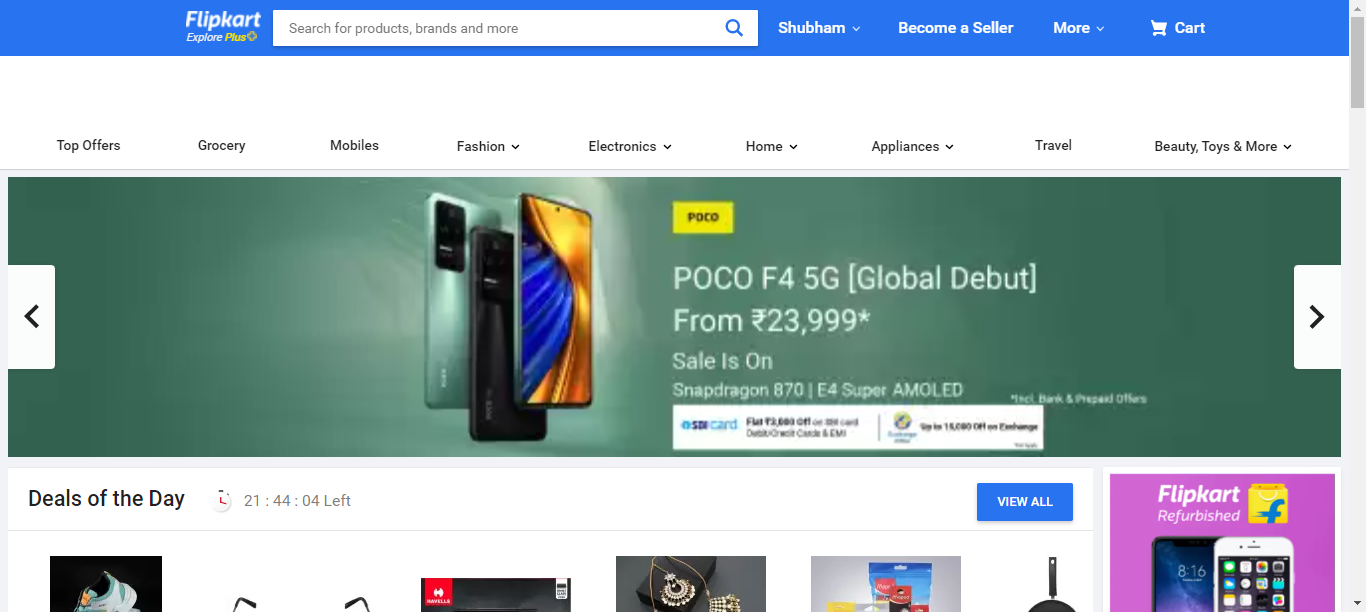 Flipkart
Explore Plus
Search for products, brands and more
Shubham
Become a Seller
More
Cart
Top Offers
Grocery
Mobiles
Fashion
Electronics
Home
Appliances
Travel
Beauty, Toys & More
POCO
POCO F4 5G [Global Debut]
From ₹23,999*
Sale Is On
Snapdragon 870 | E4 Super AMOLED
*Incl. Bank & Prepaid Offers
SBI card
Flat ₹3,000 Off on SBI card
Debit/Credit Cards & EMI
Up to 15,000 Off on Exchange
Deals of the Day
21 : 44 : 04 Left
VIEW ALL
Flipkart
Refurbished
8:16
HAVELLS